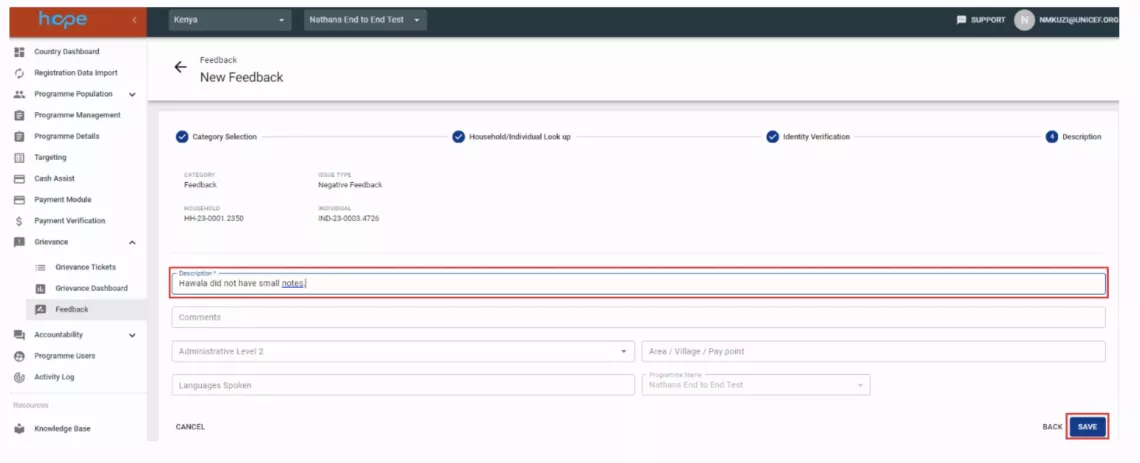 hope
Kenya
Nathans End to End Test
SUPPORT
N
NMKUZI@UNICEF.ORG
Country Dashboard
Registration Data Import
Programme Population
Programme Management
Programme Details
Targeting
Cash Assist
Payment Module
Payment Verification
Grievance
Grievance Tickets
Grievance Dashboard
Feedback
Accountability
Programme Users
Activity Log
Resources
Knowledge Base
Feedback
New Feedback
Category Selection
Household/Individual Look up
Identity Verification
4 Description
CATEGORY
Feedback
ISSUE TYPE
Negative Feedback
HOUSEHOLD
HH-23-0001.2350
INDIVIDUAL
IND-23-0003.4726
Description *
Hawala did not have small notes.
Comments
Administrative Level 2
Area / Village / Pay point
Languages Spoken
Programme Name
Nathans End to End Test
CANCEL
BACK
SAVE